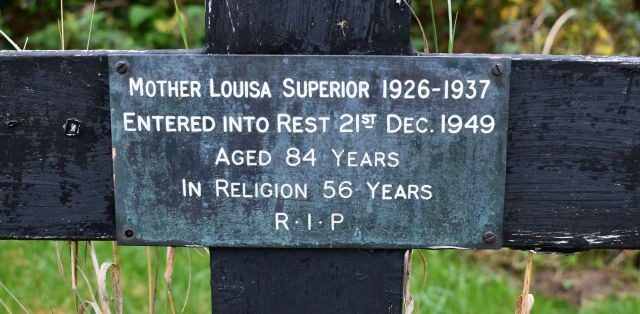 Mother Louisa Superior 1926-1937
Entered into Rest 21st Dec. 1949
Aged 84 Years
In Religion 56 Years
R·I·P